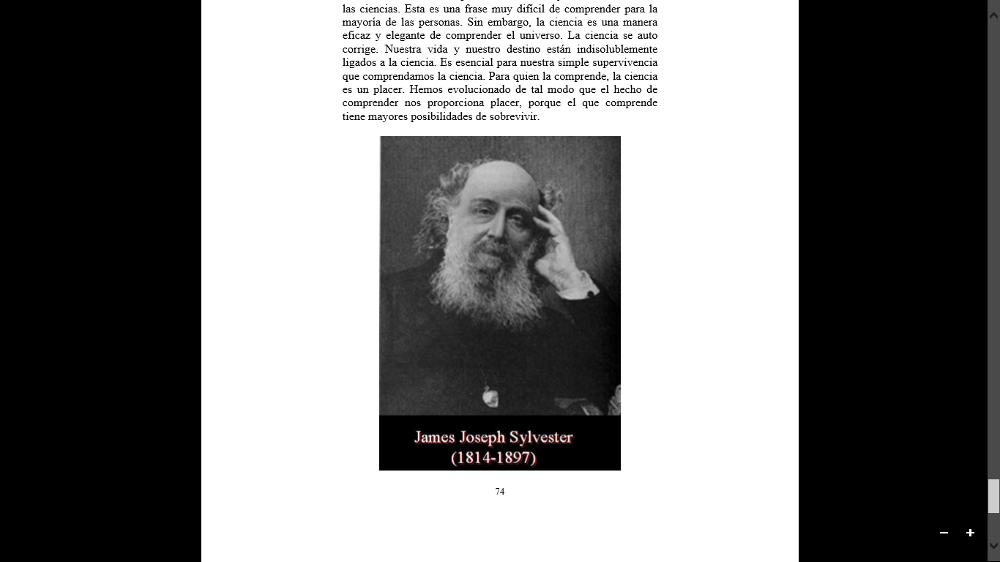 las ciencias. Esta es una frase muy difícil de comprender para la
mayoría de las personas. Sin embargo, la ciencia es una manera
eficaz y elegante de comprender el universo. La ciencia se auto
corrige. Nuestra vida y nuestro destino están indisolublemente
ligados a la ciencia. Es esencial para nuestra simple supervivencia
que comprendamos la ciencia. Para quien la comprende, la ciencia
es un placer. Hemos evolucionado de tal modo que el hecho de
comprender nos proporciona placer, porque el que comprende
tiene mayores posibilidades de sobrevivir.
James Joseph Sylvester
(1814-1897)
74